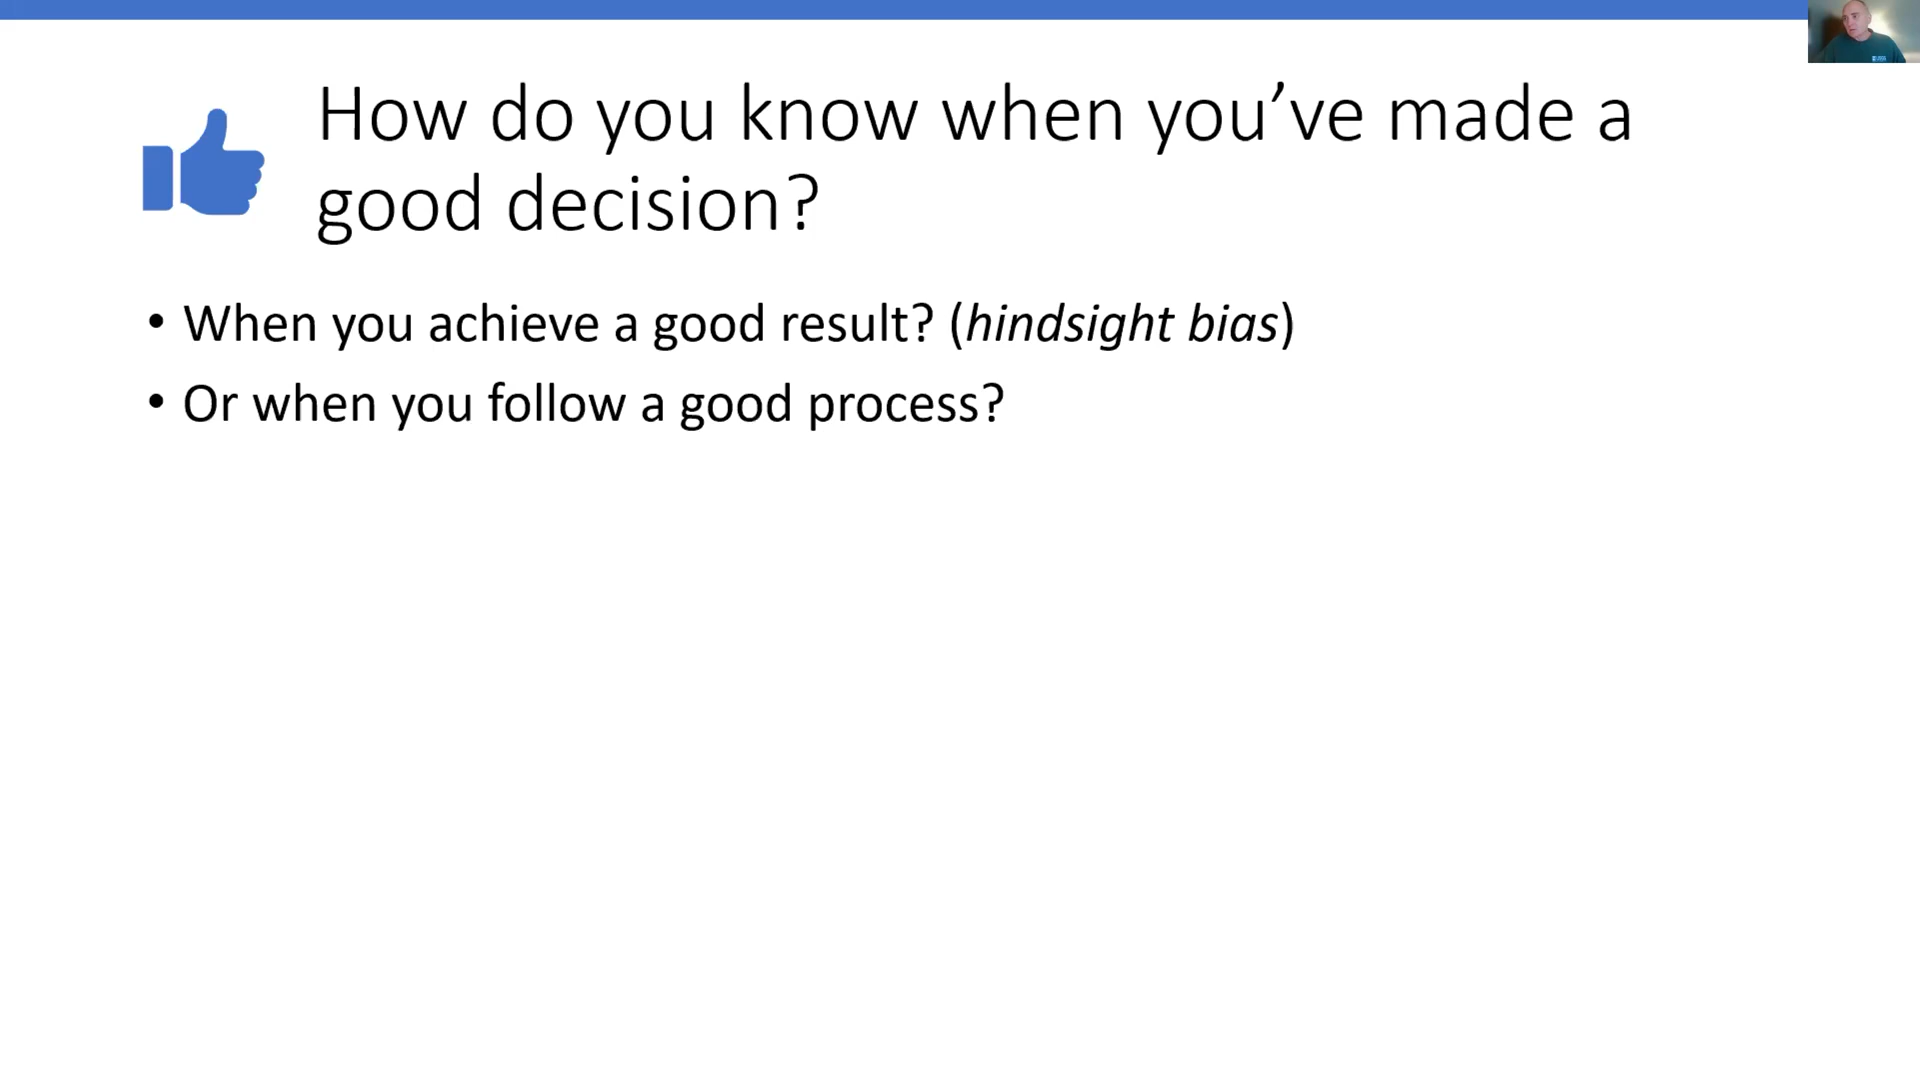 How do you know when you’ve made a
good decision?
• When you achieve a good result? (hindsight bias)
• Or when you follow a good process?